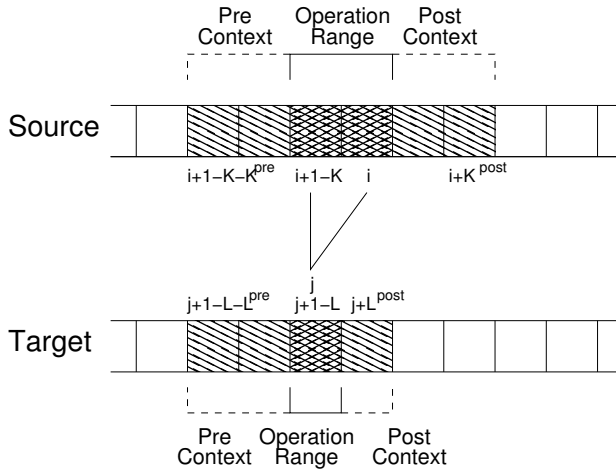 Pre Operation Post
Context Range Context
Source
i+1−K−K^pre i+1−K i i+K^post
j
j+1−L−L^pre j+1−L j+L^post
Target
Pre Operation Post
Context Range Context